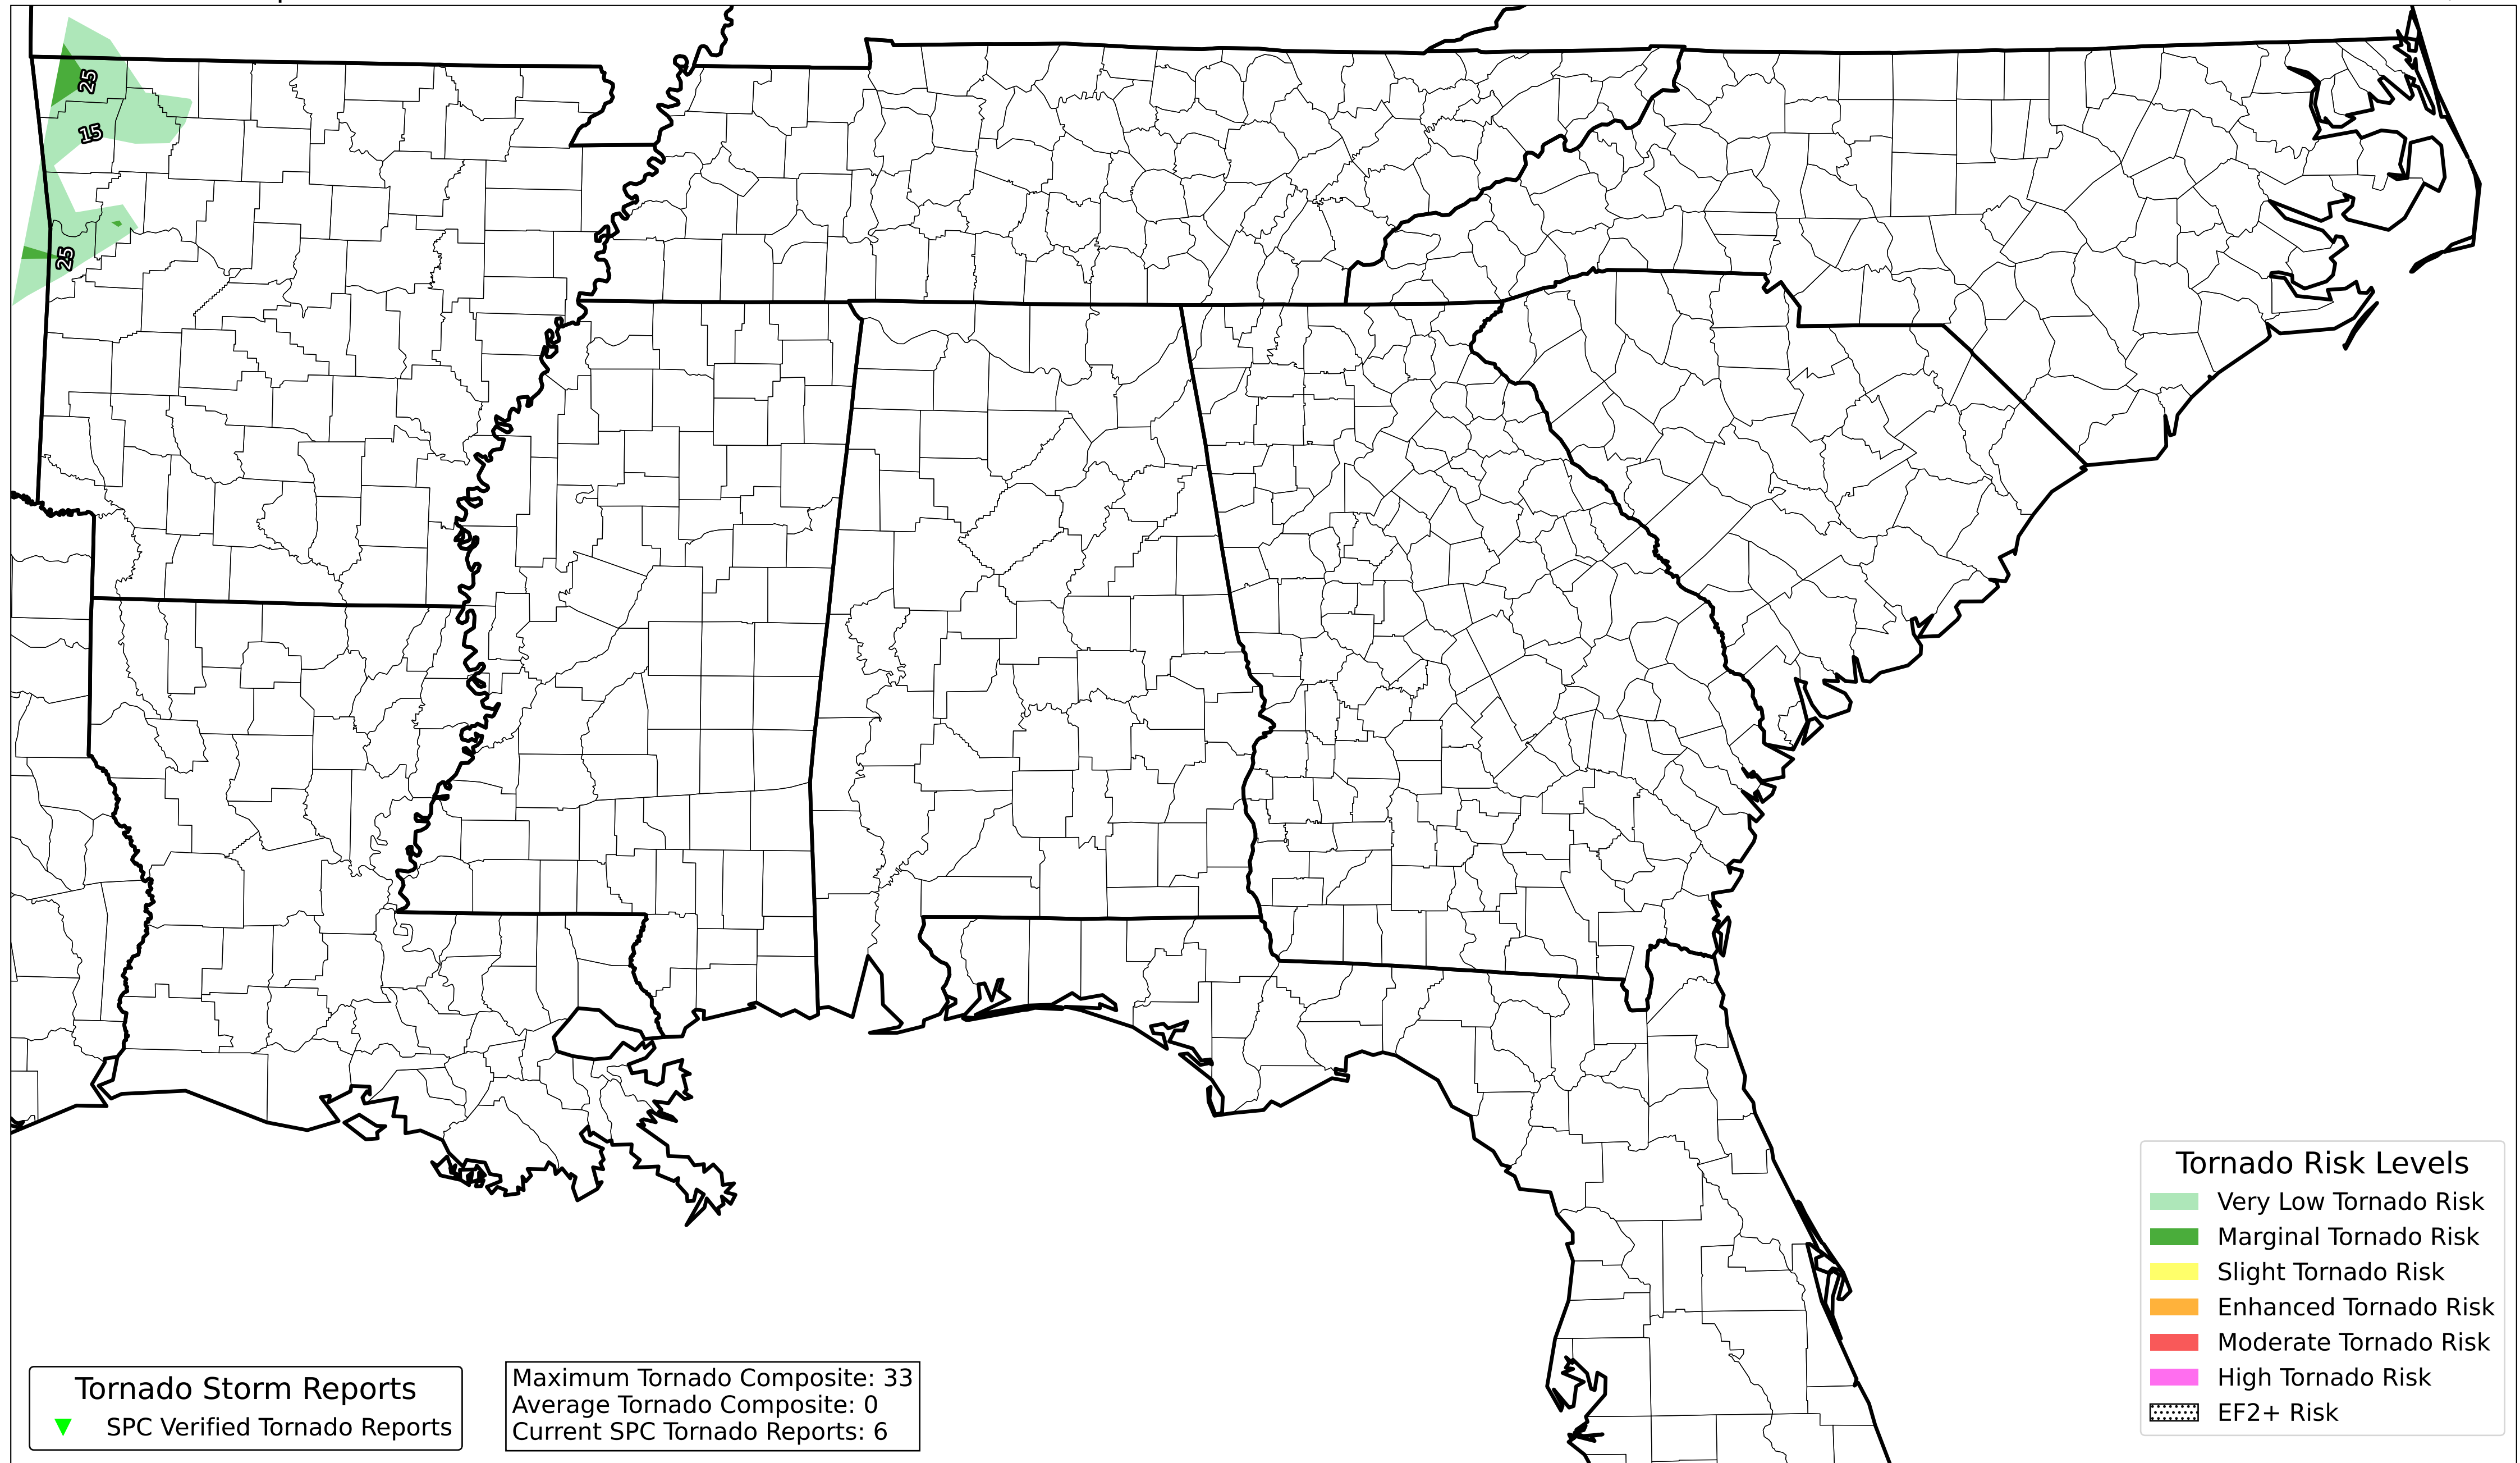 25
15
25
Tornado Risk Levels
Very Low Tornado Risk
Marginal Tornado Risk
Slight Tornado Risk
Enhanced Tornado Risk
Moderate Tornado Risk
High Tornado Risk
EF2+ Risk
Tornado Storm Reports
SPC Verified Tornado Reports
Maximum Tornado Composite: 33
Average Tornado Composite: 0
Current SPC Tornado Reports: 6